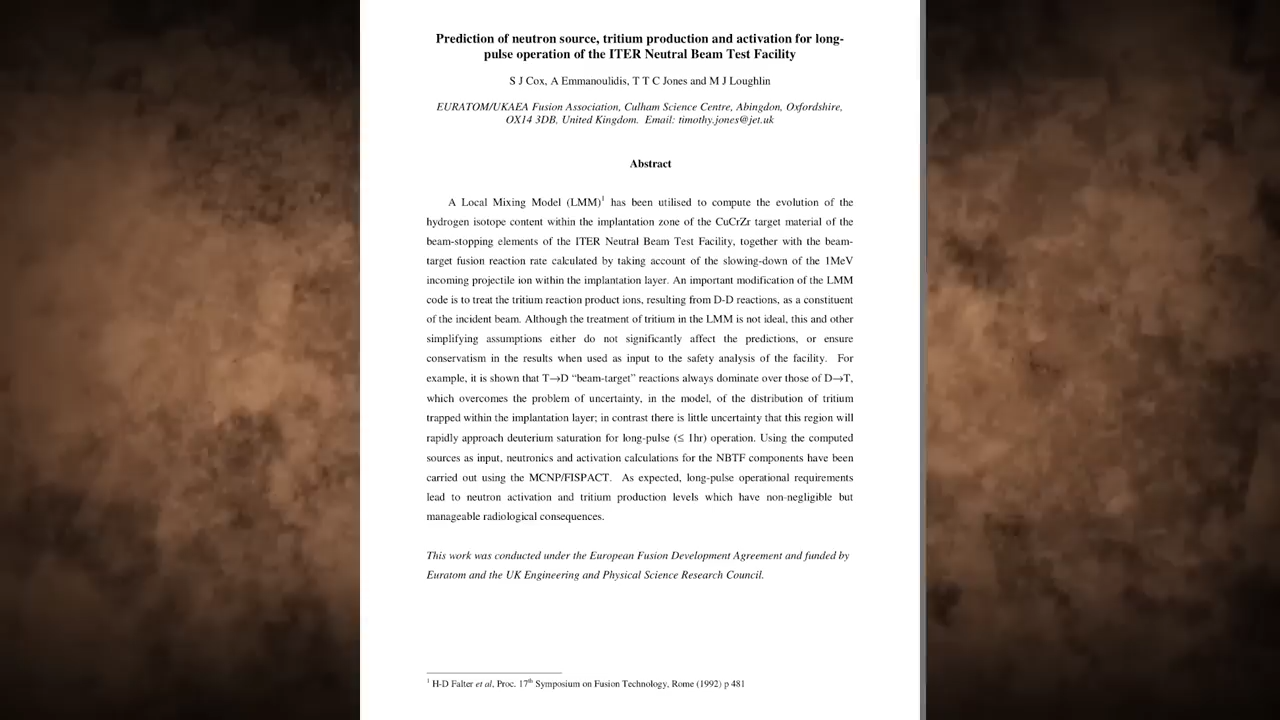 Prediction of neutron source, tritium production and activation for long-
pulse operation of the ITER Neutral Beam Test Facility
S J Cox, A Emmanoulidis, T T C Jones and M J Loughlin
EURATOM/UKAEA Fusion Association, Culham Science Centre, Abingdon, Oxfordshire,
OX14 3DB, United Kingdom. Email: timothy.jones@jet.uk
Abstract
A Local Mixing Model (LMM)1 has been utilised to compute the evolution of the
hydrogen isotope content within the implantation zone of the CuCrZr target material of the
beam-stopping elements of the ITER Neutral Beam Test Facility, together with the beam-
target fusion reaction rate calculated by taking account of the slowing-down of the 1MeV
incoming projectile ion within the implantation layer. An important modification of the LMM
code is to treat the tritium reaction product ions, resulting from D-D reactions, as a constituent
of the incident beam. Although the treatment of tritium in the LMM is not ideal, this and other
simplifying assumptions either do not significantly affect the predictions, or ensure
conservatism in the results when used as input to the safety analysis of the facility. For
example, it is shown that T→D “beam-target” reactions always dominate over those of D→T,
which overcomes the problem of uncertainty, in the model, of the distribution of tritium
trapped within the implantation layer; in contrast there is little uncertainty that this region will
rapidly approach deuterium saturation for long-pulse (≤ 1hr) operation. Using the computed
sources as input, neutronics and activation calculations for the NBTF components have been
carried out using the MCNP/FISPACT. As expected, long-pulse operational requirements
lead to neutron activation and tritium production levels which have non-negligible but
manageable radiological consequences.
This work was conducted under the European Fusion Development Agreement and funded by
Euratom and the UK Engineering and Physical Science Research Council.
1 H-D Falter et al, Proc. 17th Symposium on Fusion Technology, Rome (1992) p 481